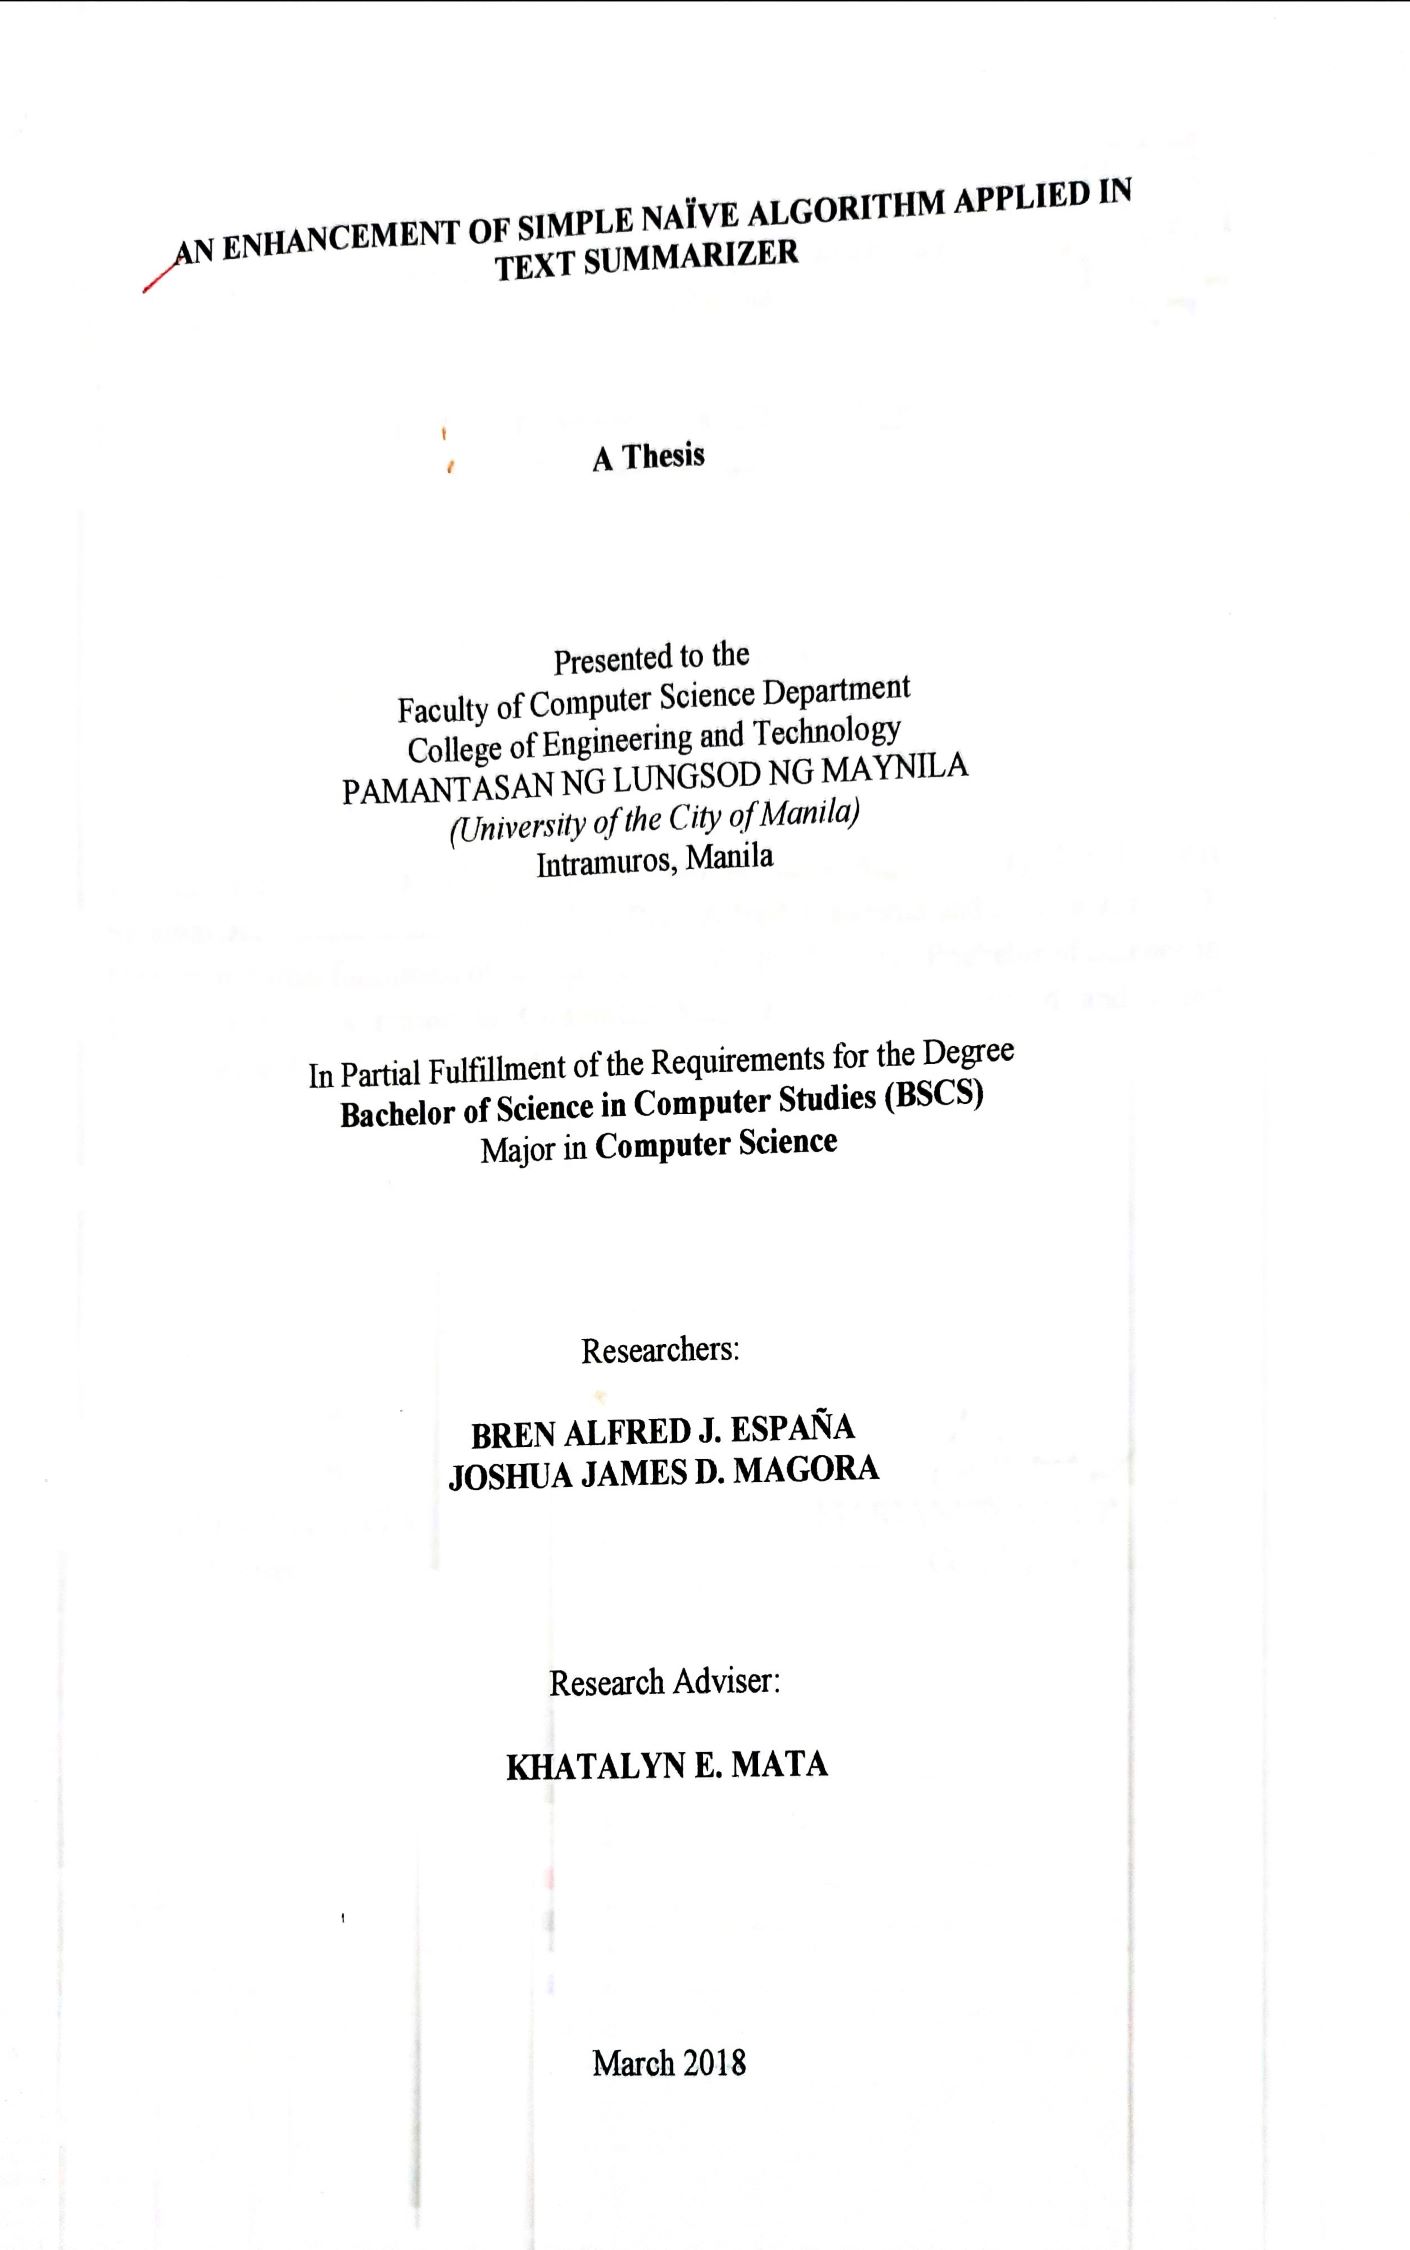 AN ENHANCEMENT OF SIMPLE NAÏVE ALGORITHM APPLIED IN
TEXT SUMMARIZER
A Thesis
Presented to the
Faculty of Computer Science Department
College of Engineering and Technology
PAMANTASAN NG LUNGSOD NG MAYNILA
(University of the City of Manila)
Intramuros, Manila
In Partial Fulfillment of the Requirements for the Degree
Bachelor of Science in Computer Studies (BSCS)
Major in Computer Science
Researchers:
BREN ALFRED J. ESPAÑA
JOSHUA JAMES D. MAGORA
Research Adviser:
KHATALYN E. MATA
March 2018